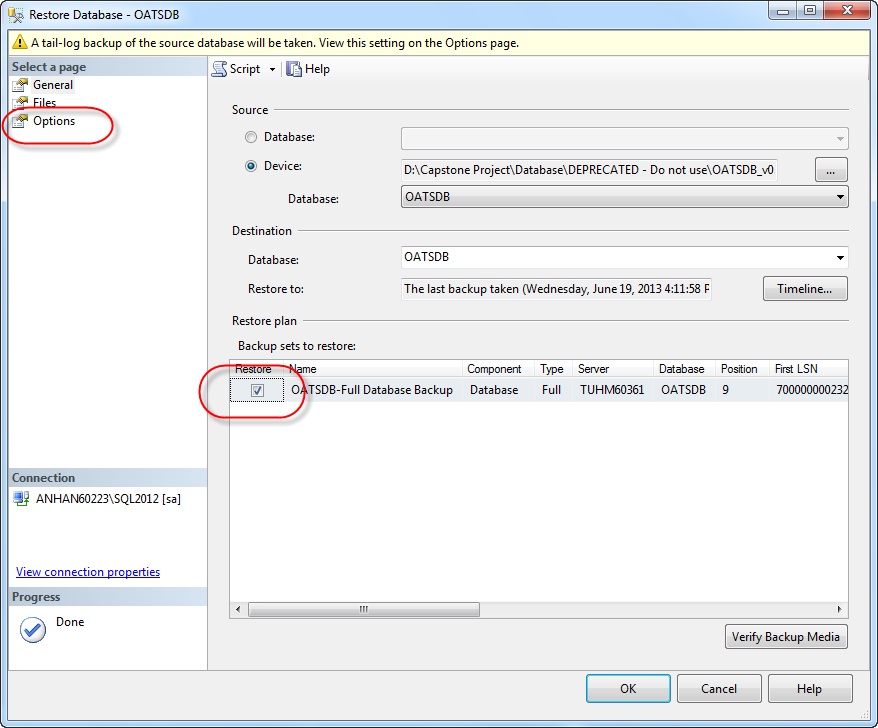 Restore Database - OATSDB
A tail-log backup of the source database will be taken. View this setting on the Options page.
Select a page
General
Files
Options
Script
Help
Source
Database:
Device:
D:\Capstone Project\Database\DEPRECATED - Do not use\OATSDB_v0
...
Database:
OATSDB
Destination
Database:
OATSDB
Restore to:
The last backup taken (Wednesday, June 19, 2013 4:11:58 P
Timeline...
Restore plan
Backup sets to restore:
Restore Name Component Type Server Database Position First LSN
OATSDB-Full Database Backup Database Full TUHM60361 OATSDB 9 700000000232
Connection
ANHAN60223\SQL2012 [sa]
View connection properties
Progress
Done
Verify Backup Media
OK
Cancel
Help